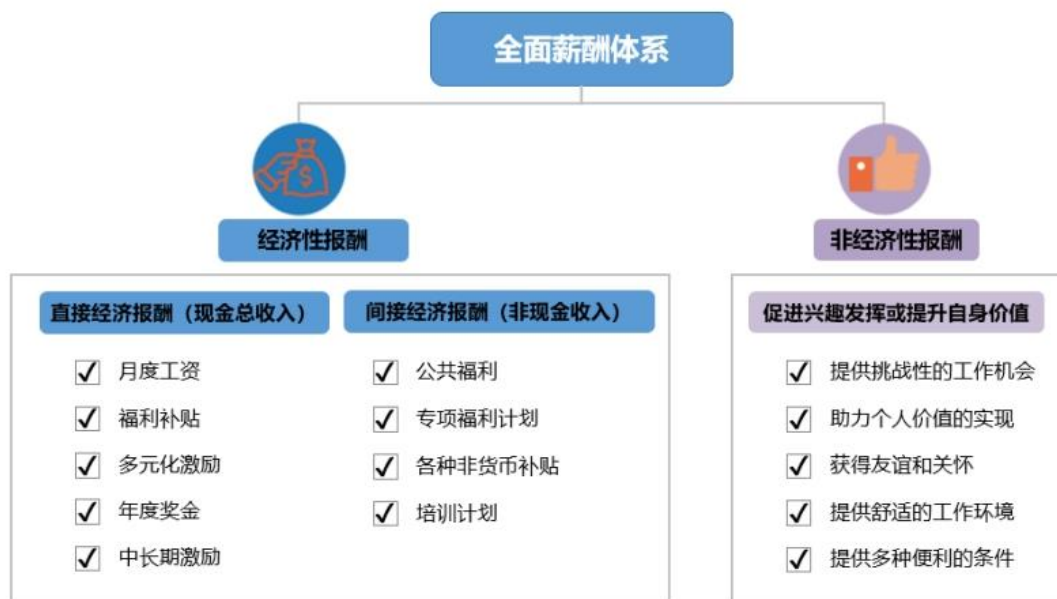 全面薪酬体系
$
经济性报酬
非经济性报酬
直接经济报酬（现金总收入）
月度工资
福利补贴
多元化激励
年度奖金
中长期激励
间接经济报酬（非现金收入）
公共福利
专项福利计划
各种非货币补贴
培训计划
促进兴趣发挥或提升自身价值
提供挑战性的工作机会
助力个人价值的实现
获得友谊和关怀
提供舒适的工作环境
提供多种便利的条件